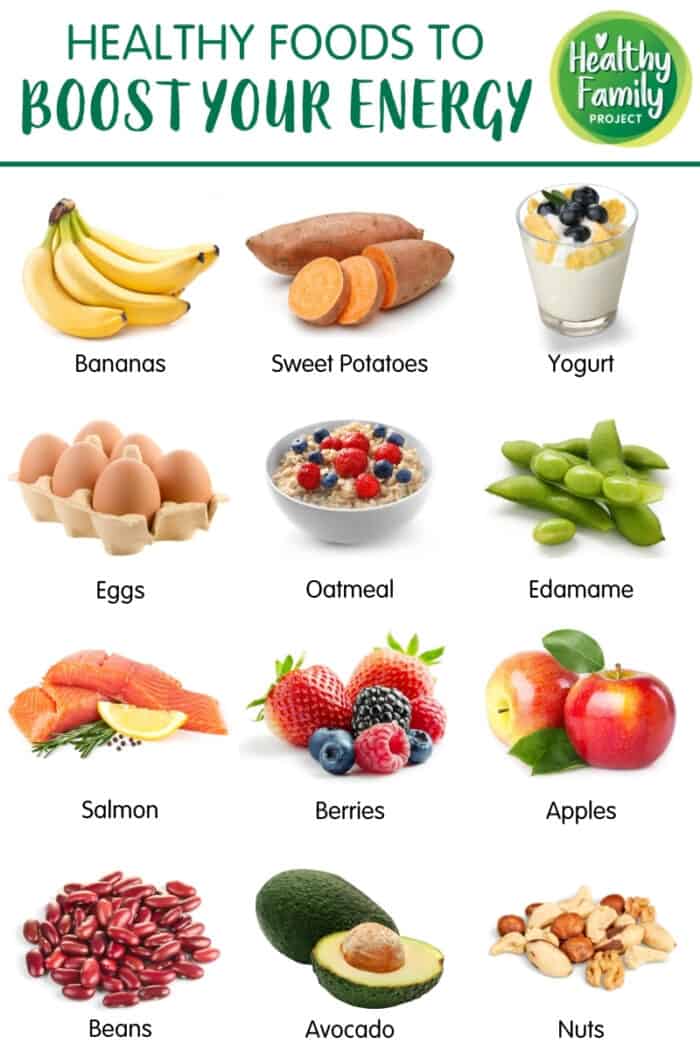 HEALTHY FOODS TO
BOOST YOUR ENERGY
Healthy
Family
PROJECT
Bananas
Sweet Potatoes
Yogurt
Eggs
Oatmeal
Edamame
Salmon
Berries
Apples
Beans
Avocado
Nuts